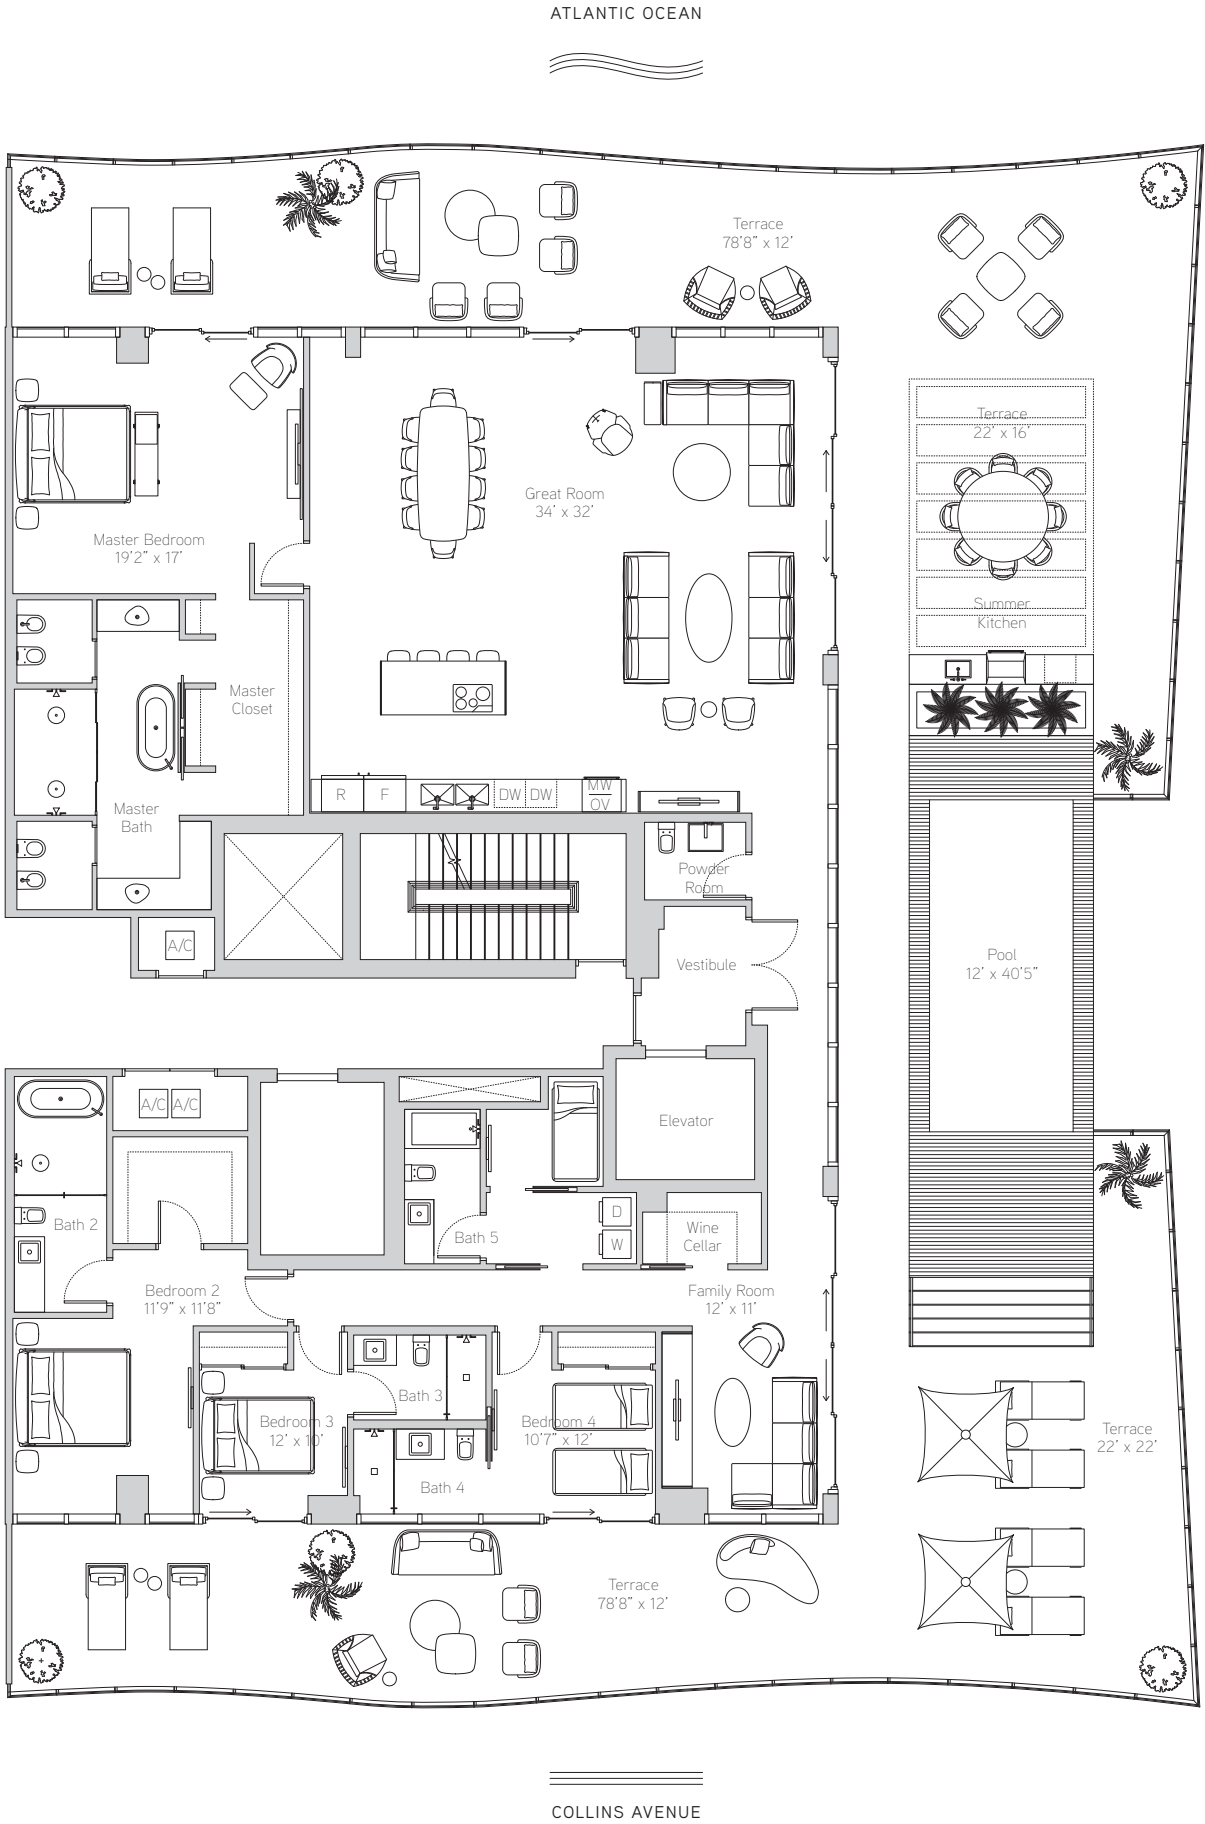 ATLANTIC OCEAN
Terrace
78'8" x 12'
Terrace
22' x 16'
Great Room
34' x 32'
Master Bedroom
19'2" x 17'
Summer
Kitchen
Master
Closet
R
F
DW
DW
MW
OV
Master
Bath
Powder
Room
A/C
Vestibule
Pool
12' x 40'5"
A/C
A/C
Elevator
D
W
Bath 2
Bath 5
Wine
Cellar
Bedroom 2
11'9" x 11'8"
Family Room
12' x 11'
Bath 3
Bedroom 3
12' x 10'
Bedroom 4
10'7" x 12'
Terrace
22' x 22'
Bath 4
Terrace
78'8" x 12'
COLLINS AVENUE